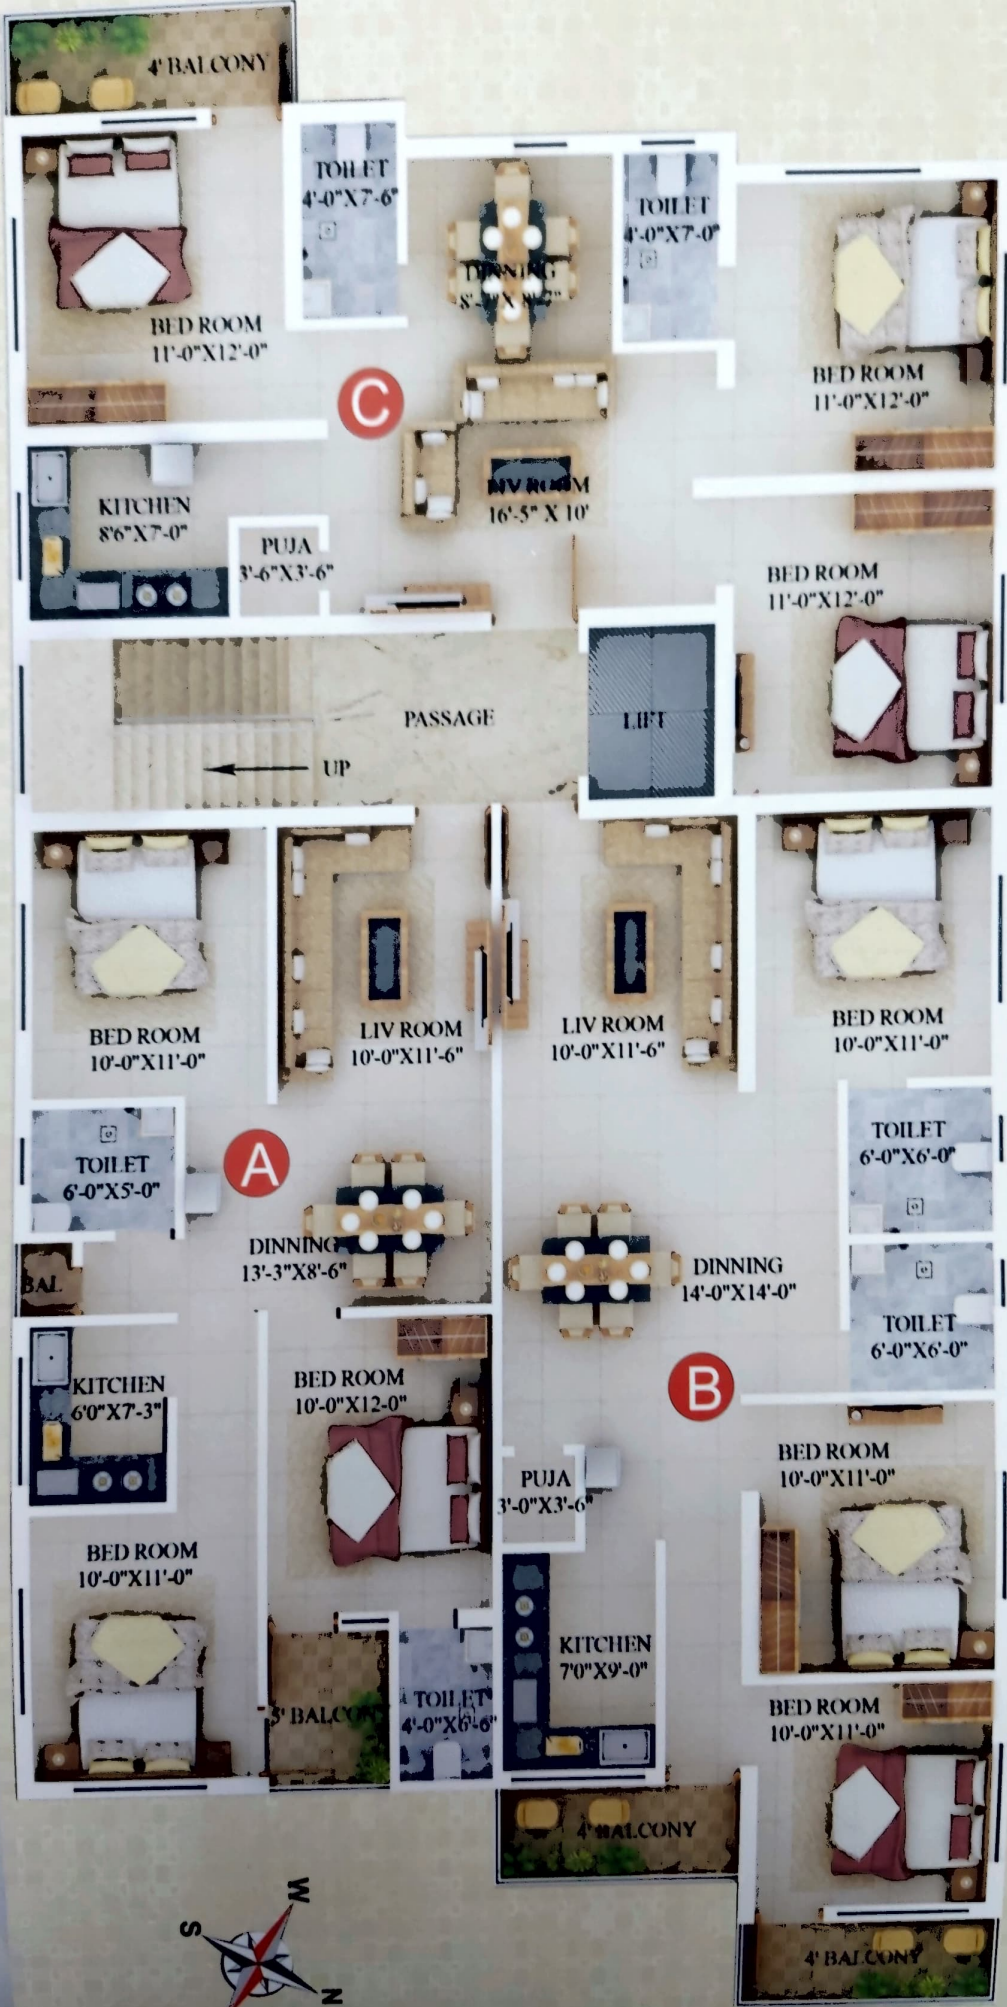 4' BALCONY
TOILET
4'-0"X7'-6"
TOILET
4'-0"X7'-0"
DINNING
BED ROOM
11'-0"X12'-0"
BED ROOM
11'-0"X12'-0"
C
KITCHEN
8'6"X7'-0"
LIV ROOM
16'-5" X 10'
PUJA
3'-6"X3'-6"
BED ROOM
11'-0"X12'-0"
PASSAGE
LIFT
UP
BED ROOM
10'-0"X11'-0"
LIV ROOM
10'-0"X11'-6"
LIV ROOM
10'-0"X11'-6"
BED ROOM
10'-0"X11'-0"
TOILET
6'-0"X5'-0"
A
TOILET
6'-0"X6'-0"
DINNING
13'-3"X8'-6"
DINNING
14'-0"X14'-0"
BAL
TOILET
6'-0"X6'-0"
KITCHEN
6'0"X7'-3"
BED ROOM
10'-0"X12-0"
B
BED ROOM
10'-0"X11'-0"
PUJA
3'-0"X3'-6"
BED ROOM
10'-0"X11'-0"
KITCHEN
7'0"X9'-0"
BALCON
TOILET
4'-0"X6'-6"
BED ROOM
10'-0"X11'-0"
4' BALCONY
4' BALCONY
W
S
N